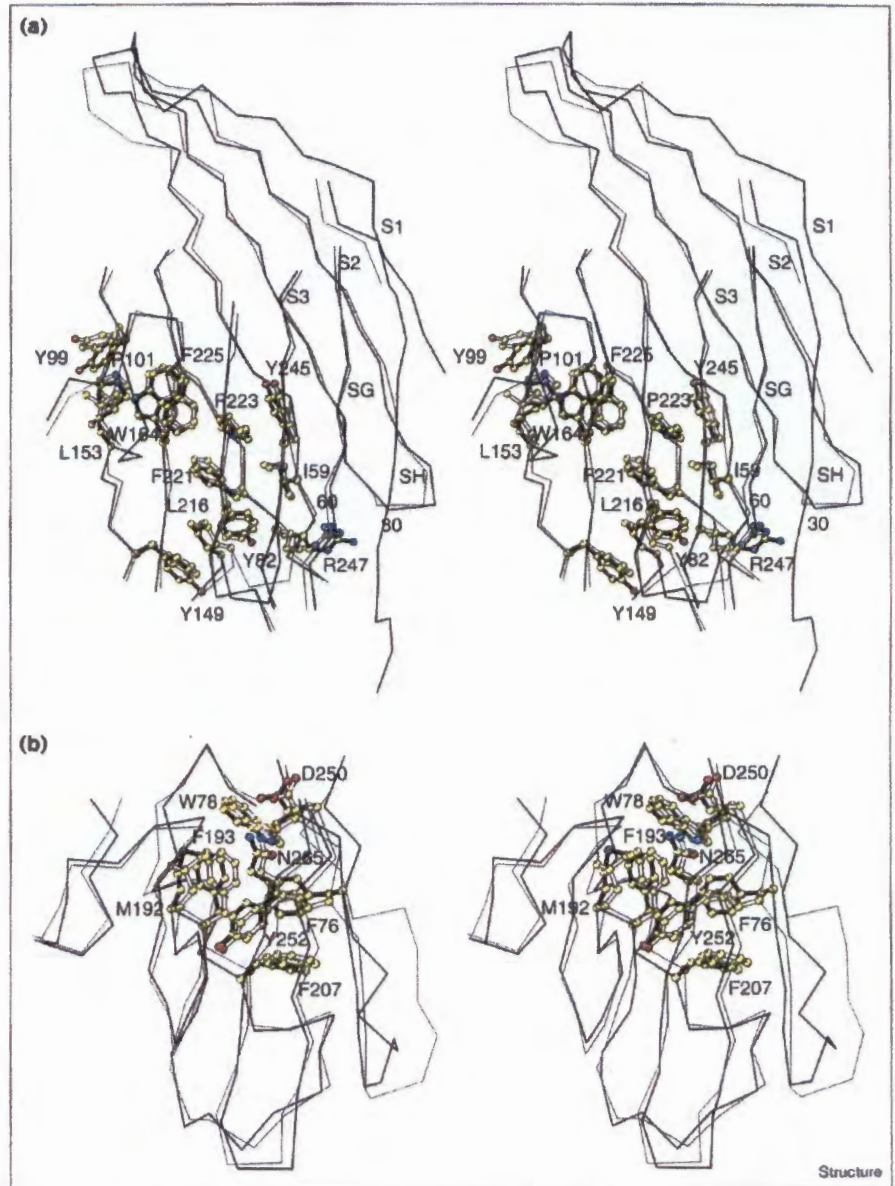 (a)
S1 S1
S2 S2
S3 S3
Y99 P101 F225 Y245 Y99 P101 F225 Y245
SG SG
P223 P223
W164 W164
L153 L153
F221 I59 SH F221 I59 SH
L216 60 L216 60
30 30
Y82 R247 Y82 R247
Y149 Y149
(b)
D250 D250
W78 W78
F193 F193
N265 N265
M192 M192
F76 F76
Y252 Y252
F207 F207
Structure